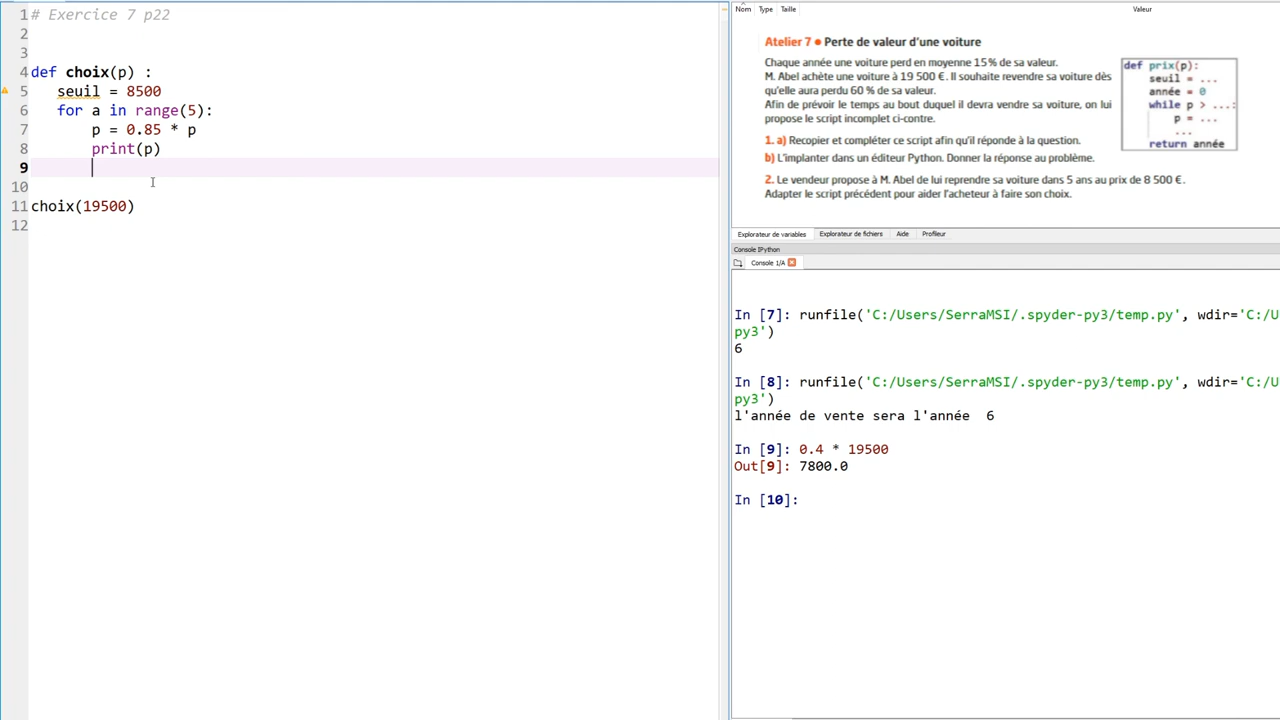 1 # Exercice 7 p22
2
3
4 def choix(p) :
5 seuil = 8500
6 for a in range(5):
7 p = 0.85 * p
8 print(p)
9
10
11 choix(19500)
12
Nom Type Taille Valeur
Atelier 7 ● Perte de valeur d'une voiture
Chaque année une voiture perd en moyenne 15 % de sa valeur.
M. Abel achète une voiture à 19 500 €. Il souhaite revendre sa voiture dès
qu'elle aura perdu 60 % de sa valeur.
Afin de prévoir le temps au bout duquel il devra vendre sa voiture, on lui
propose le script incomplet ci-contre.
1. a) Recopier et compléter ce script afin qu'il réponde à la question.
b) L'implanter dans un éditeur Python. Donner la réponse au problème.
2. Le vendeur propose à M. Abel de lui reprendre sa voiture dans 5 ans au prix de 8 500 €.
Adapter le script précédent pour aider l'acheteur à faire son choix.
def prix(p):
seuil = ...
année = 0
while p > ...:
p = ...
...
return année
Explorateur de variables Explorateur de fichiers Aide Profileur
Console IPython
Console 1/A
In [7]: runfile('C:/Users/SerraMSI/.spyder-py3/temp.py', wdir='C:/U
py3')
6
In [8]: runfile('C:/Users/SerraMSI/.spyder-py3/temp.py', wdir='C:/U
py3')
l'année de vente sera l'année 6
In [9]: 0.4 * 19500
Out[9]: 7800.0
In [10]: